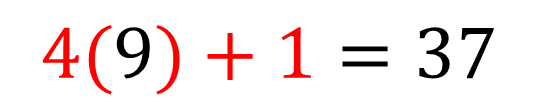 4(9) + 1 = 37